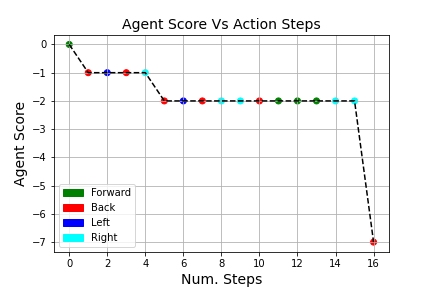 Agent Score Vs Action Steps
0
−1
−2
−3
−4
−5
−6
−7
Agent Score
Forward
Back
Left
Right
0 2 4 6 8 10 12 14 16
Num. Steps